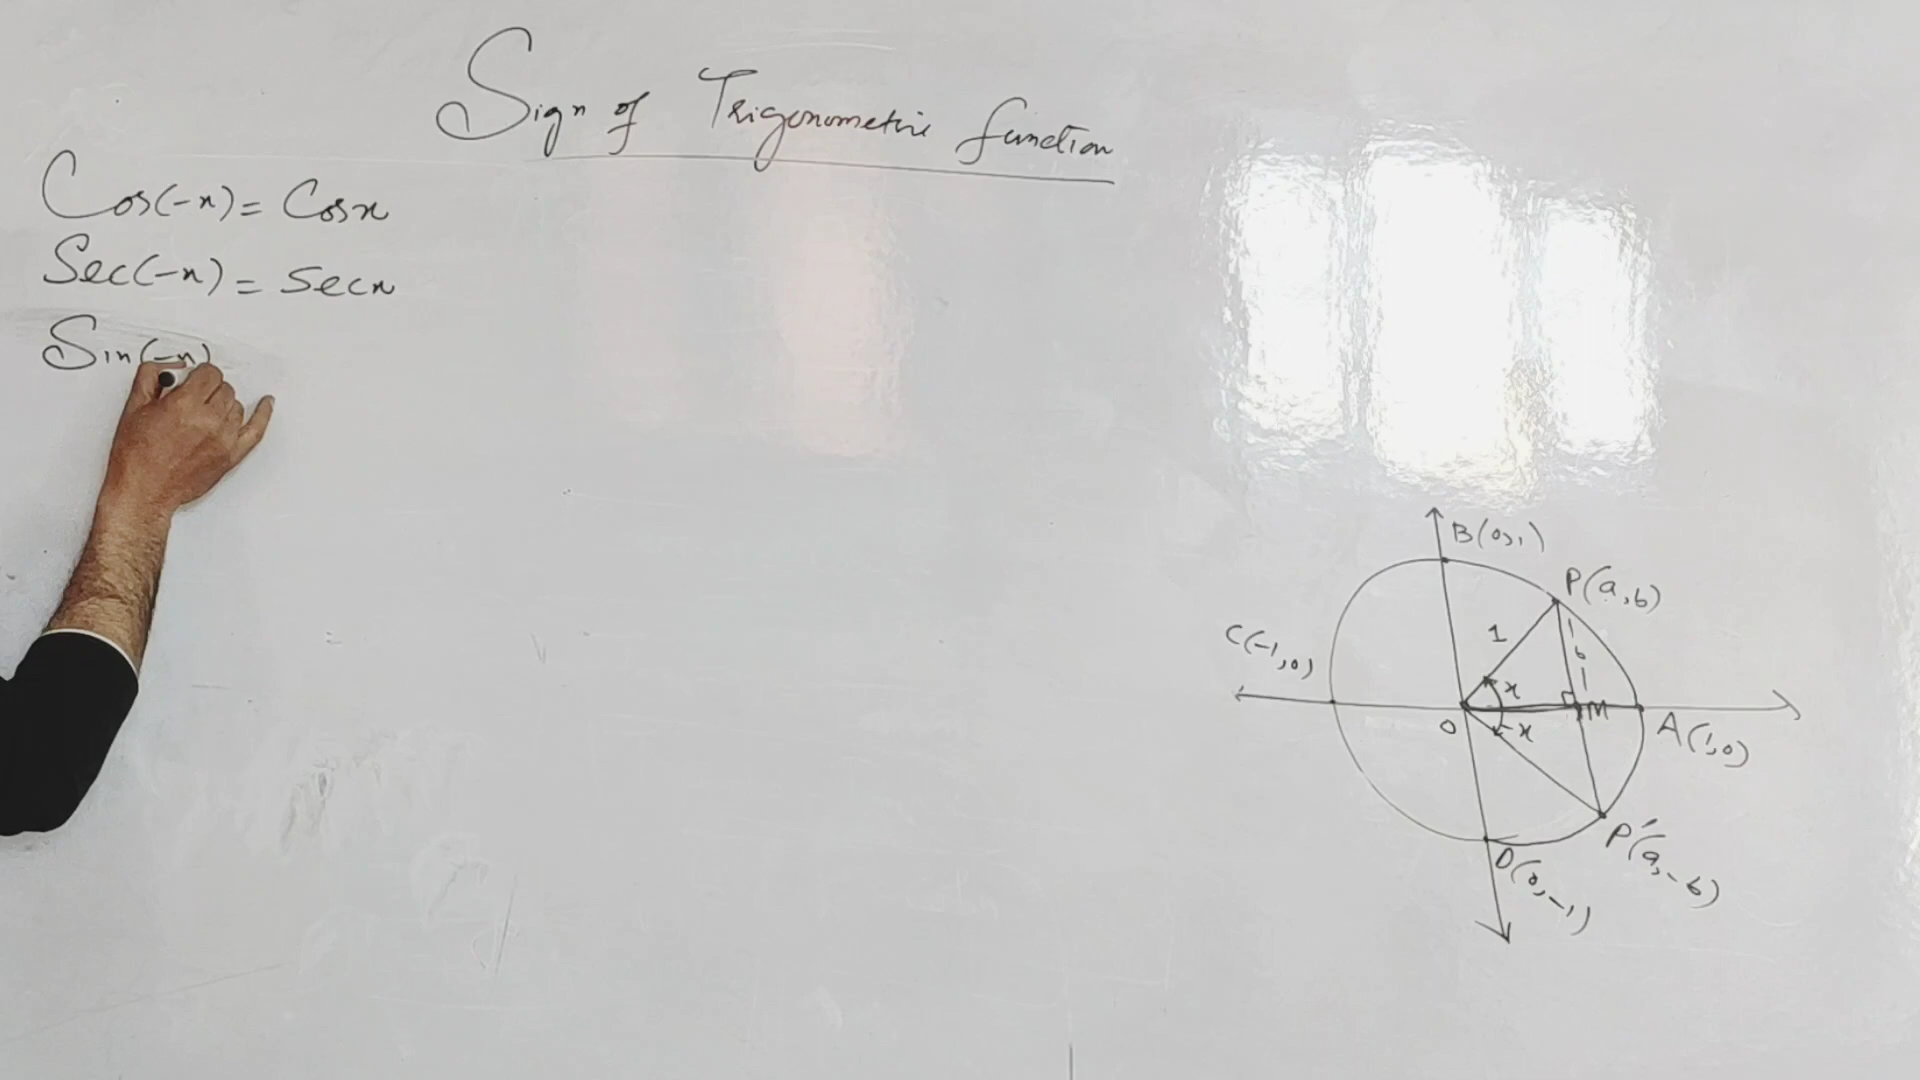 Sign of Trigonometric function
Cos(-x) = Cosx
Sec(-x) = Secx
Sin(-x)
B(0,1)
P(a,b)
1
b
C(-1,0)
x
M
O
-x
A(1,0)
P'(a,-b)
D(0,-1)